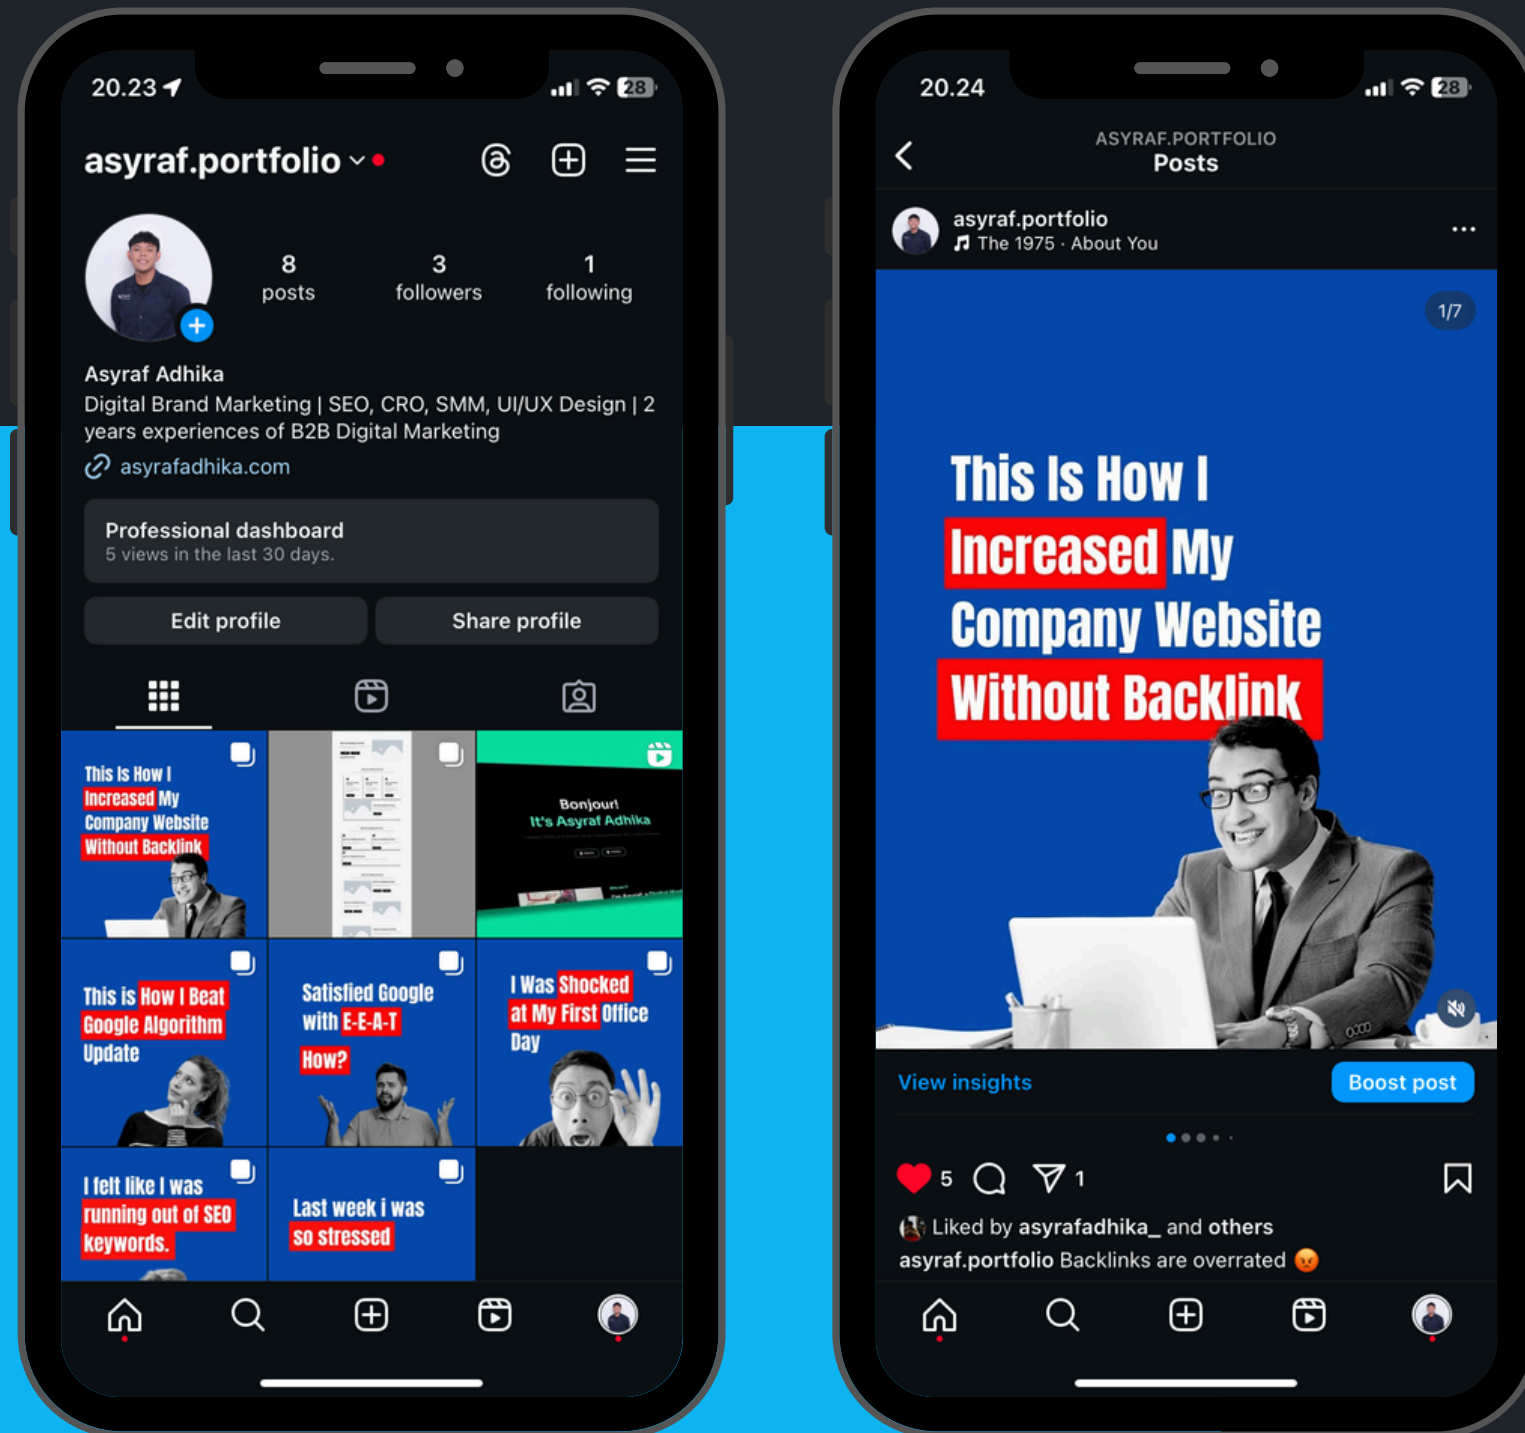 20.23
28
asyraf.portfolio
8
posts
3
followers
1
following
Asyraf Adhika
Digital Brand Marketing | SEO, CRO, SMM, UI/UX Design | 2
years experiences of B2B Digital Marketing
asyrafadhika.com
Professional dashboard
5 views in the last 30 days.
Edit profile
Share profile
This Is How I
Increased My
Company Website
Without Backlink
Bonjour!
It's Asyraf Adhika
This is How I Beat
Google Algorithm
Update
Satisfied Google
with E-E-A-T
How?
I Was Shocked
at My First Office
Day
I felt like I was
running out of SEO
keywords.
Last week i was
so stressed
20.24
28
ASYRAF.PORTFOLIO
Posts
asyraf.portfolio
The 1975 · About You
1/7
This Is How I
Increased My
Company Website
Without Backlink
View insights
Boost post
5
1
Liked by asyrafadhika_ and others
asyraf.portfolio Backlinks are overrated 😡